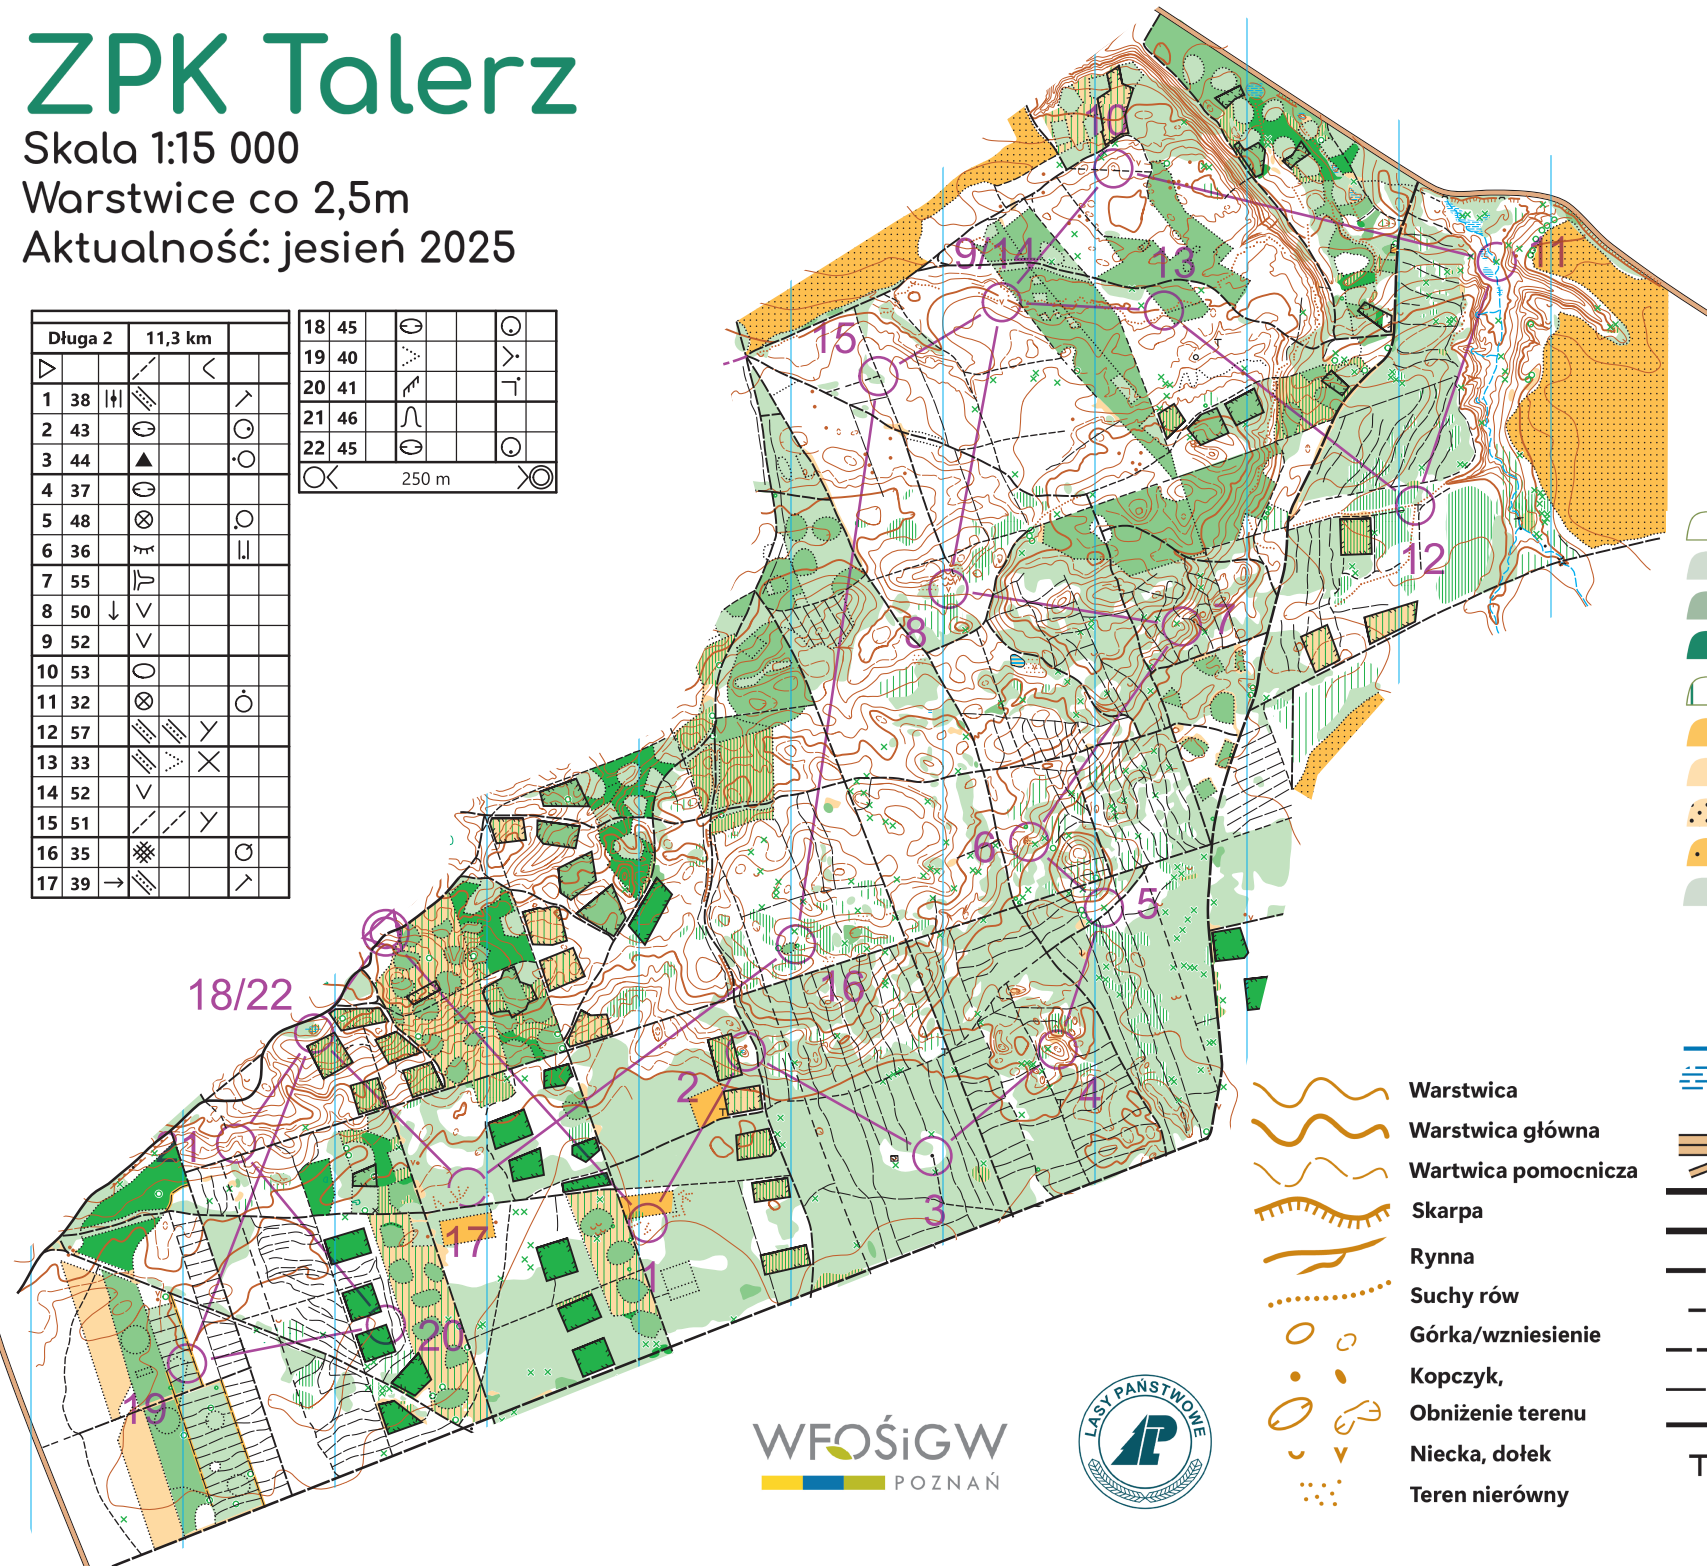 ZPK Talerz
Skala 1:15 000
Warstwice co 2,5m
Aktualność: jesień 2025
Długa 2 11,3 km
1 38
2 43
3 44
4 37
5 48
6 36
7 55
8 50
9 52
10 53
11 32
12 57
13 33
14 52
15 51
16 35
17 39
18 45
19 40
20 41
21 46
22 45
250 m
10
9/14
13
11
15
12
8
7
6
5
16
18/22
2
4
21
3
17
1
20
19
Warstwica
Warstwica główna
Wartwica pomocnicza
Skarpa
Rynna
Suchy rów
Górka/wzniesienie
Kopczyk,
Obniżenie terenu
Niecka, dołek
Teren nierówny
WFOŚiGW
POZNAŃ
LASY PAŃSTWOWE